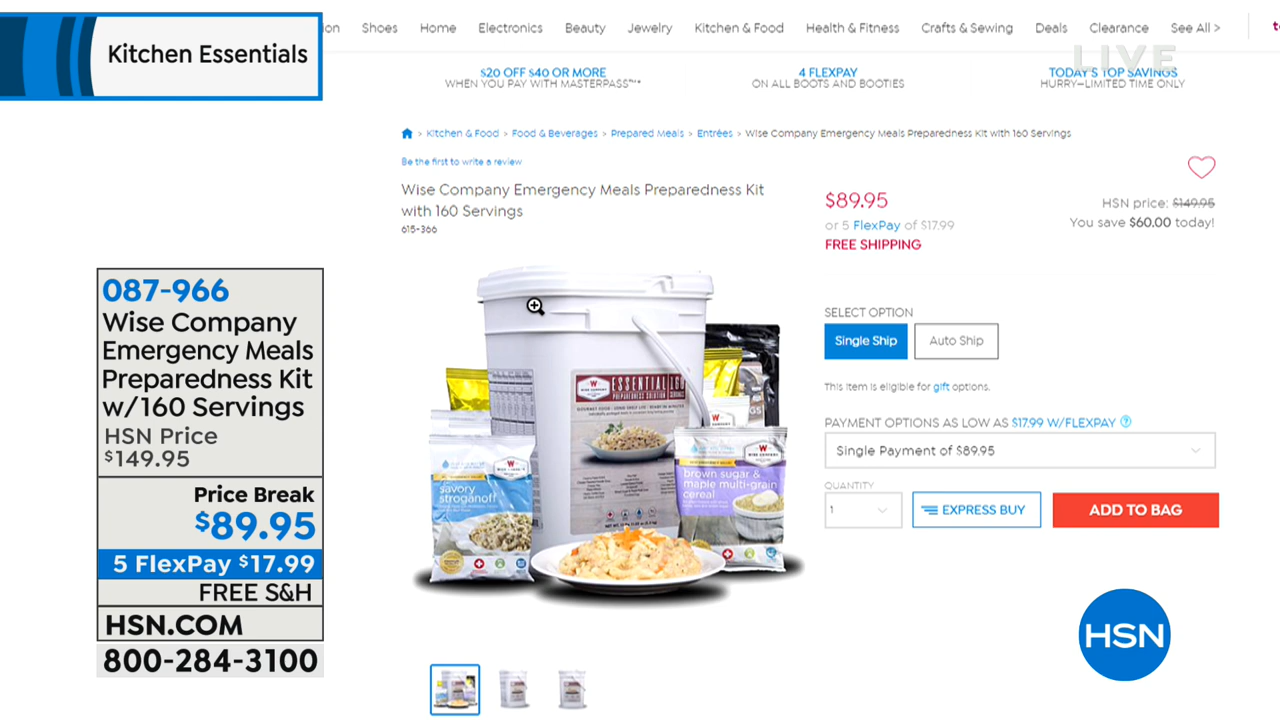 Kitchen Essentials
ion Shoes Home Electronics Beauty Jewelry Kitchen & Food Health & Fitness Crafts & Sewing Deals Clearance See All >
LIVE
$20 OFF $40 OR MORE
WHEN YOU PAY WITH MASTERPASS™*
4 FLEXPAY
ON ALL BOOTS AND BOOTIES
TODAY'S TOP SAVINGS
HURRY—LIMITED TIME ONLY
> Kitchen & Food > Food & Beverages > Prepared Meals > Entrées > Wise Company Emergency Meals Preparedness Kit with 160 Servings
Be the first to write a review
Wise Company Emergency Meals Preparedness Kit
with 160 Servings
615-366
$89.95
or 5 FlexPay of $17.99
FREE SHIPPING
HSN price: $149.95
You save $60.00 today!
SELECT OPTION
Single Ship
Auto Ship
This item is eligible for gift options.
PAYMENT OPTIONS AS LOW AS $17.99 W/FLEXPAY ?
Single Payment of $89.95
QUANTITY
1
EXPRESS BUY
ADD TO BAG
087-966
Wise Company
Emergency Meals
Preparedness Kit
w/160 Servings
HSN Price
$149.95
Price Break
$89.95
5 FlexPay $17.99
FREE S&H
HSN.COM
800-284-3100
ESSENTIAL 160
PREPAREDNESS SOLUTION
savory
stroganoff
WISE COMPANY
brown sugar &
maple multi-grain
cereal
HSN